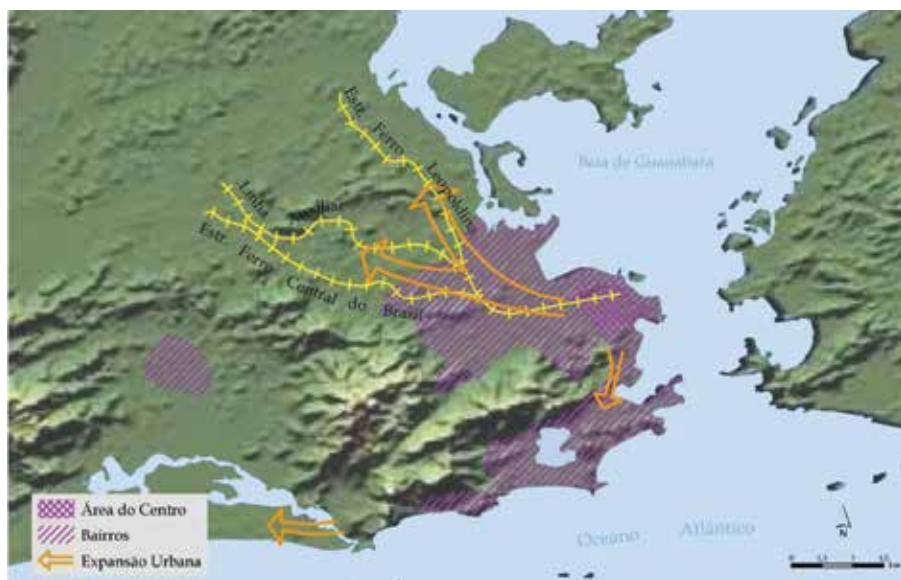 Estr. Ferro Leopoldina
Baía de Guanabara
Linha Auxiliar
Estr. Ferro Central do Brasil
Área do Centro
Bairros
Expansão Urbana
Oceano Atlântico
N
0